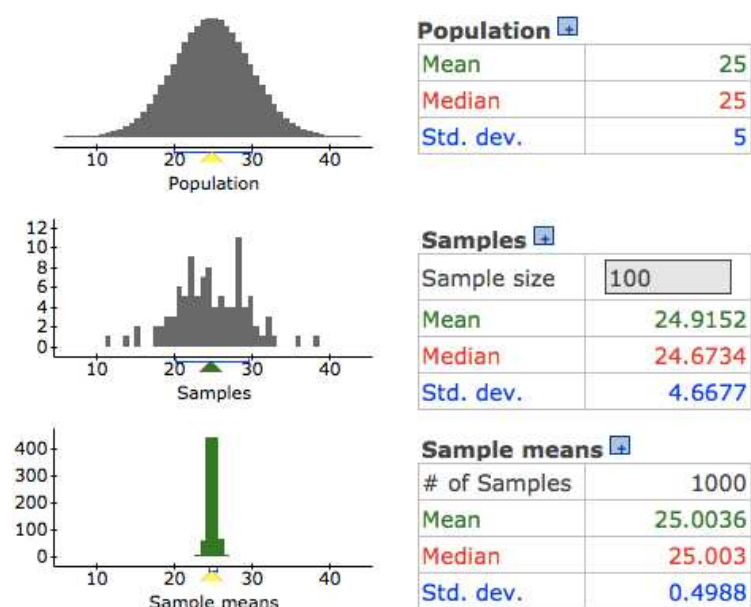 Population +
Mean 25
Median 25
Std. dev. 5
10 20 30 40
Population
Samples +
Sample size 100
Mean 24.9152
Median 24.6734
Std. dev. 4.6677
12
10
8
6
4
2
0
10 20 30 40
Samples
Sample means +
# of Samples 1000
Mean 25.0036
Median 25.003
Std. dev. 0.4988
400
300
200
100
0
10 20 30 40
Sample means